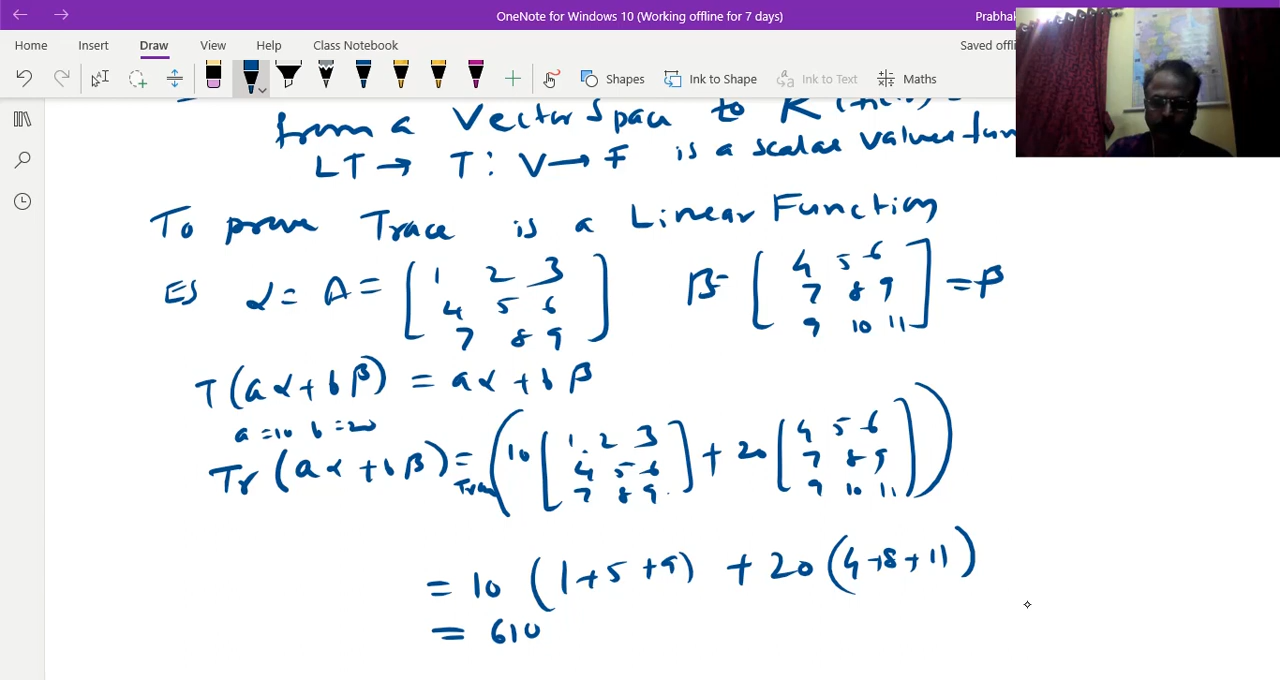 OneNote for Windows 10 (Working offline for 7 days)
Prabhak
Home Insert Draw View Help Class Notebook
Saved offli
Shapes Ink to Shape Ink to Text Maths
from a Vector Space to K
LT → T : V → F is a scalar valued fun
To prove Trace is a Linear Function
Eg α = A = [ 1 2 3 B = [ 4 5 6
4 5 6 7 8 9 = β
7 8 9 ] 9 10 11 ]
T (aα + bβ) = aα + bβ
a = 10 b = 20
Tr (aα + bβ) = Trac ( 10 [ 1 2 3 + 20 [ 4 5 6
4 5 6 7 8 9
7 8 9 ] 9 10 11 ] )
= 10 (1 + 5 + 9) + 20 (4 + 8 + 11)
= 610